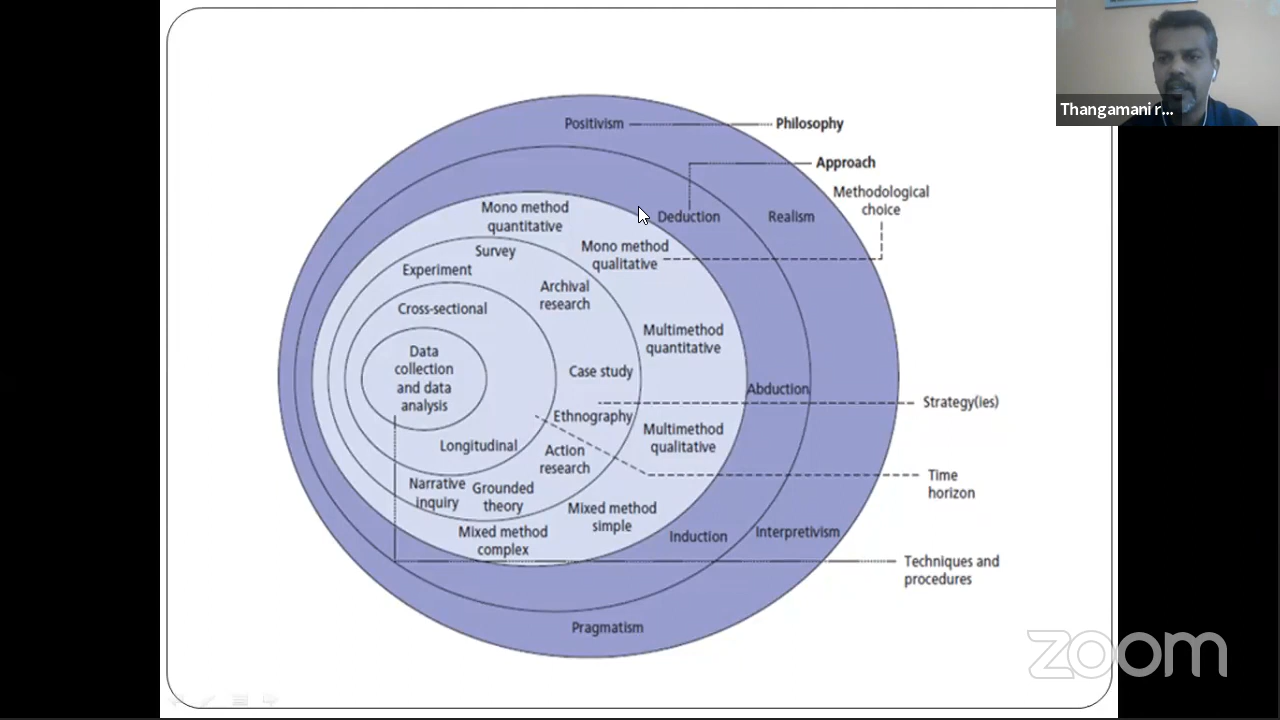 Thangamani r...
Positivism
Philosophy
Approach
Methodological
choice
Deduction
Realism
Mono method
quantitative
Mono method
qualitative
Survey
Experiment
Archival
research
Cross-sectional
Multimethod
quantitative
Data
collection
and data
analysis
Case study
Abduction
Strategy(ies)
Ethnography
Multimethod
qualitative
Longitudinal
Action
research
Time
horizon
Narrative
inquiry
Grounded
theory
Mixed method
simple
Mixed method
complex
Induction
Interpretivism
Techniques and
procedures
Pragmatism
zoom